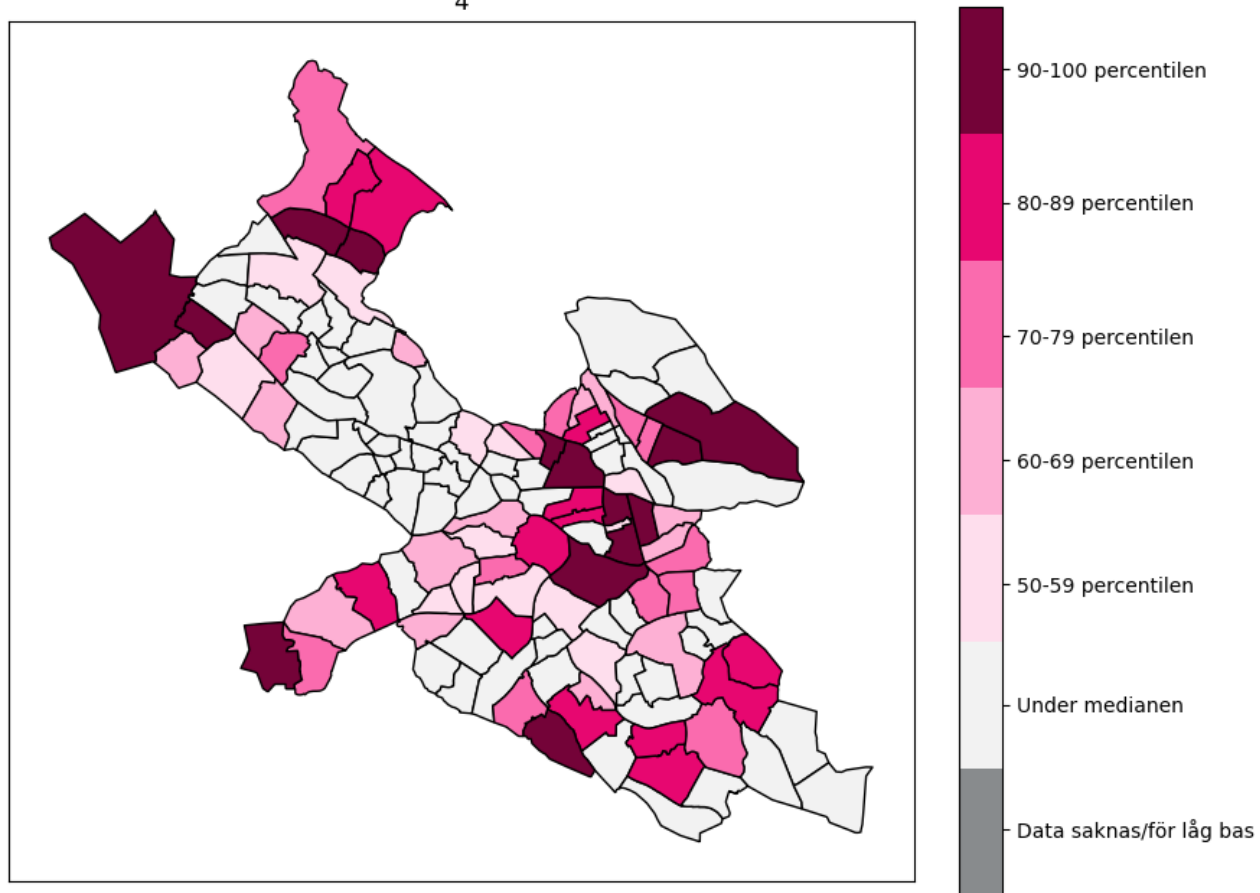 4
90-100 percentilen
80-89 percentilen
70-79 percentilen
60-69 percentilen
50-59 percentilen
Under medianen
Data saknas/för låg bas